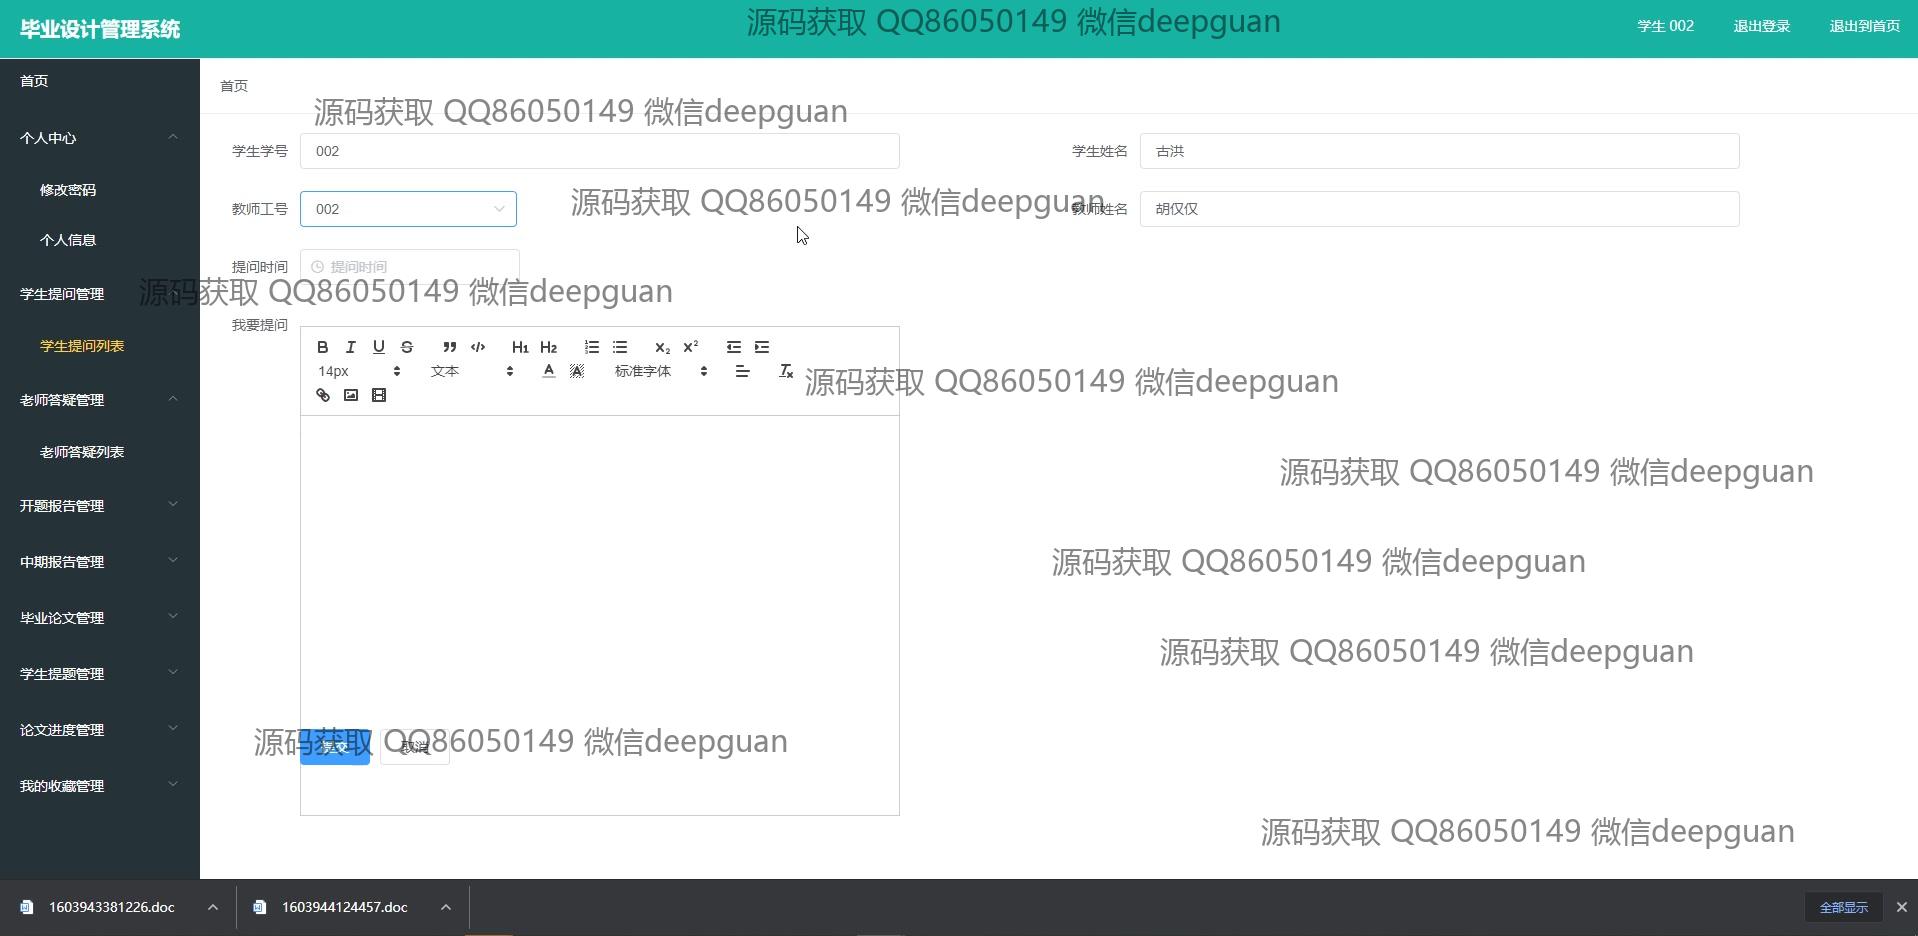 毕业设计管理系统
源码获取 QQ86050149 微信deepguan
学生 002
退出登录
退出到首页
首页
个人中心
修改密码
个人信息
学生提问管理
学生提问列表
老师答疑管理
老师答疑列表
开题报告管理
中期报告管理
毕业论文管理
学生提题管理
论文进度管理
我的收藏管理
首页
源码获取 QQ86050149 微信deepguan
学生学号 002
学生姓名 古洪
教师工号 002
源码获取 QQ86050149 微信deepguan
教师姓名 胡仅仅
提问时间 提问时间
源码获取 QQ86050149 微信deepguan
我要提问
B I U S H1 H2 X2 X2
14px 文本 A A 标准字体 Tx
源码获取 QQ86050149 微信deepguan
源码获取 QQ86050149 微信deepguan
源码获取 QQ86050149 微信deepguan
源码获取 QQ86050149 微信deepguan
源码获取 QQ86050149 微信deepguan
提交 取消
源码获取 QQ86050149 微信deepguan
1603943381226.doc
1603944124457.doc
全部显示